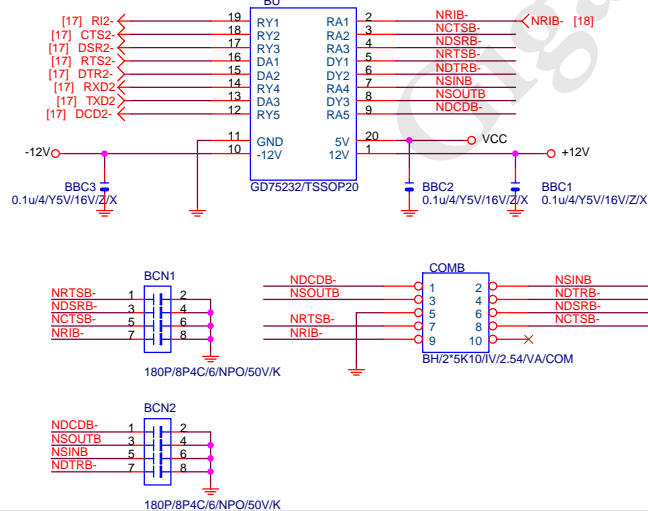 BU
[17] RI2- 19 RY1 RA1 2 NRIB- NRIB- [18]
[17] CTS2- 18 RY2 RA2 3 NCTSB-
[17] DSR2- 17 RY3 RA3 4 NDSRB-
[17] RTS2- 16 DA1 DY1 5 NRTSB-
[17] DTR2- 15 DA2 DY2 6 NDTRB-
[17] RXD2 14 RY4 RA4 7 NSINB
[17] TXD2 13 DA3 DY3 8 NSOUTB
[17] DCD2- 12 RY5 RA5 9 NDCDB-
11 GND 5V 20 VCC
-12V 10 -12V 12V 1 +12V
GD75232/TSSOP20
BBC3 BBC2 BBC1
0.1u/4/Y5V/16V/Z/X 0.1u/4/Y5V/16V/Z/X 0.1u/4/Y5V/16V/Z/X
BCN1
NRTSB- 1 2
NDSRB- 3 4
NCTSB- 5 6
NRIB- 7 8
180P/8P4C/6/NPO/50V/K
COMB
NDCDB- 1 2 NSINB
NSOUTB 3 4 NDTRB-
5 6 NDSRB-
NRTSB- 7 8 NCTSB-
NRIB- 9 10
BH/2*5K10/IV/2.54/VA/COM
BCN2
NDCDB- 1 2
NSOUTB 3 4
NSINB 5 6
NDTRB- 7 8
180P/8P4C/6/NPO/50V/K
Giga